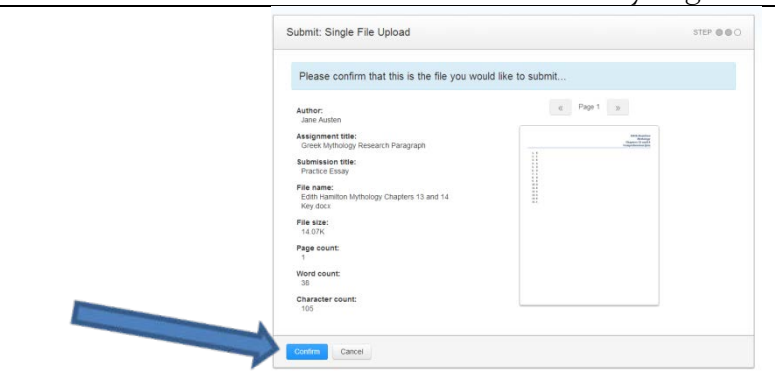 Submit: Single File Upload
STEP
Please confirm that this is the file you would like to submit...
« Page 1 »
Author:
Jane Austen
Assignment title:
Greek Mythology Research Paragraph
Submission title:
Practice Essay
File name:
Edith Hamilton Mythology Chapters 13 and 14
Key.docx
File size:
14.07K
Page count:
1
Word count:
38
Character count:
105
Confirm
Cancel